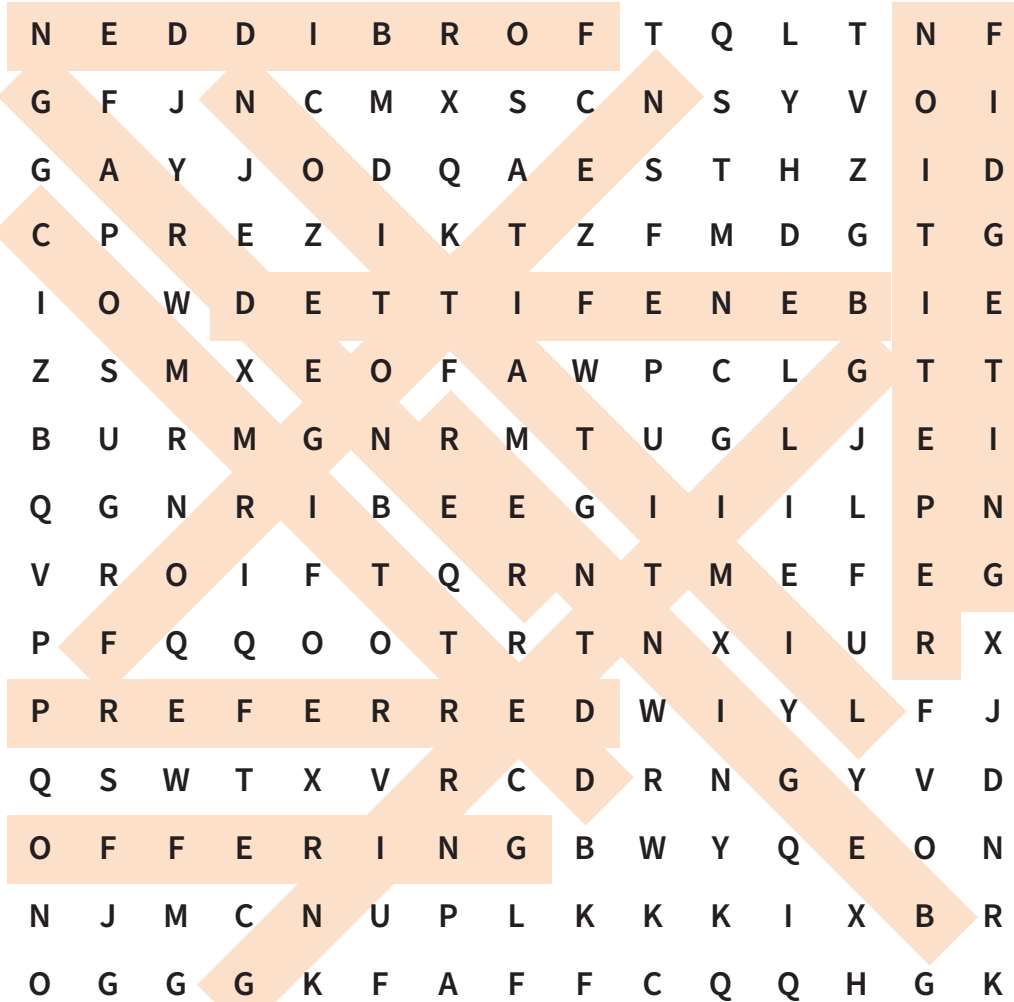 N E D D I B R O F T Q L T N F
G F J N C M X S C N S Y V O I
G A Y J O D Q A E S T H Z I D
C P R E Z I K T Z F M D G T G
I O W D E T T I F E N E B I E
Z S M X E O F A W P C L G T T
B U R M G N R M T U G L J E I
Q G N R I B E E G I I I L P N
V R O I F T Q R N T M E F E G
P F Q Q O O T R T N X I U R X
P R E F E R R E D W I Y L F J
Q S W T X V R C D R N G Y V D
O F F E R I N G B W Y Q E O N
N J M C N U P L K K K I X B R
O G G G K F A F F C Q Q H G K